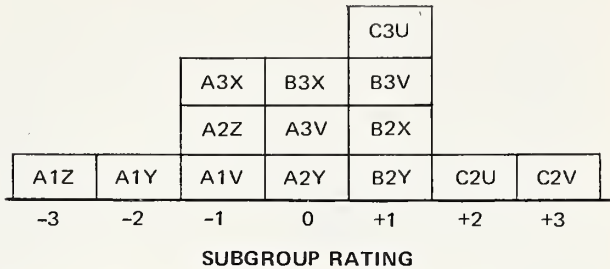 C3U
A3X B3X B3V
A2Z A3V B2X
A1Z A1Y A1V A2Y B2Y C2U C2V
−3 −2 −1 0 +1 +2 +3
SUBGROUP RATING